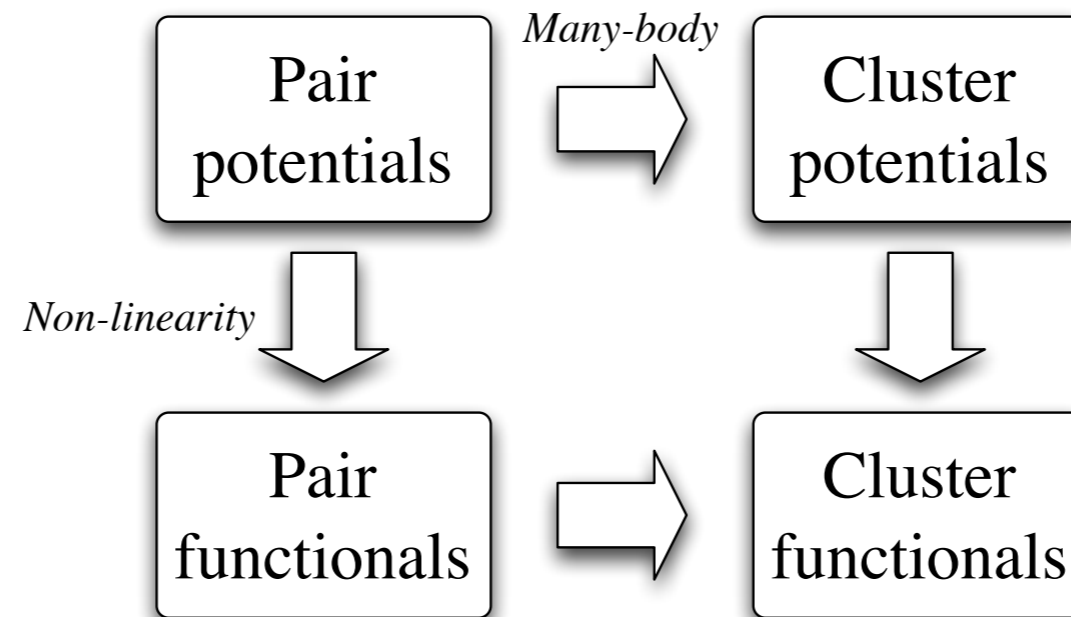 Many-body
Pair
potentials
Cluster
potentials
Non-linearity
Pair
functionals
Cluster
functionals